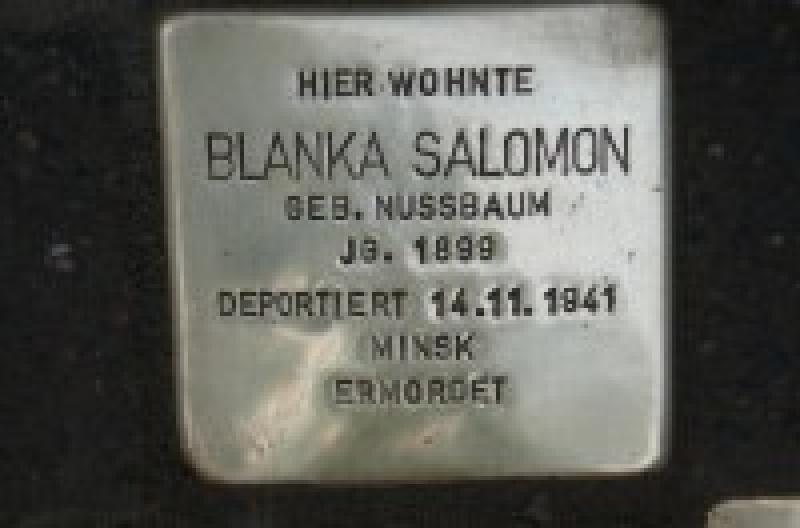 HIER WOHNTE
BLANKA SALOMON
GEB. NUSSBAUM
JG. 1899
DEPORTIERT 14.11.1941
MINSK
ERMORDET